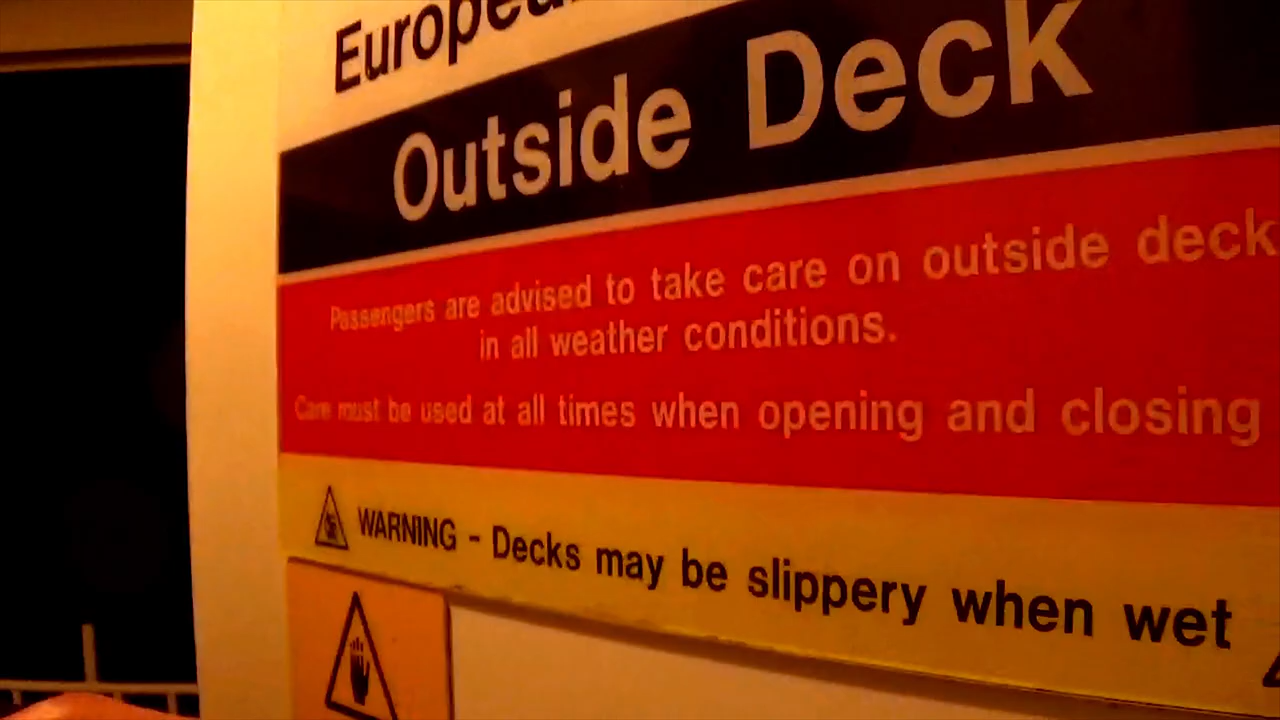 Outside Deck
Passengers are advised to take care on outside deck
in all weather conditions.
Care must be used at all times when opening and closing
WARNING - Decks may be slippery when wet